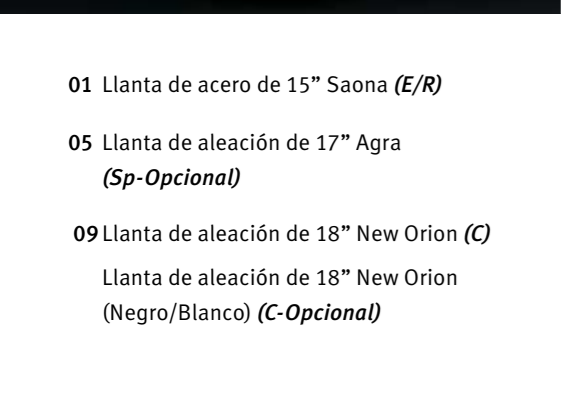 01 Llanta de acero de 15” Saona (E/R)
05 Llanta de aleación de 17” Agra
(Sp-Opcional)
09 Llanta de aleación de 18” New Orion (C)
Llanta de aleación de 18” New Orion
(Negro/Blanco) (C-Opcional)